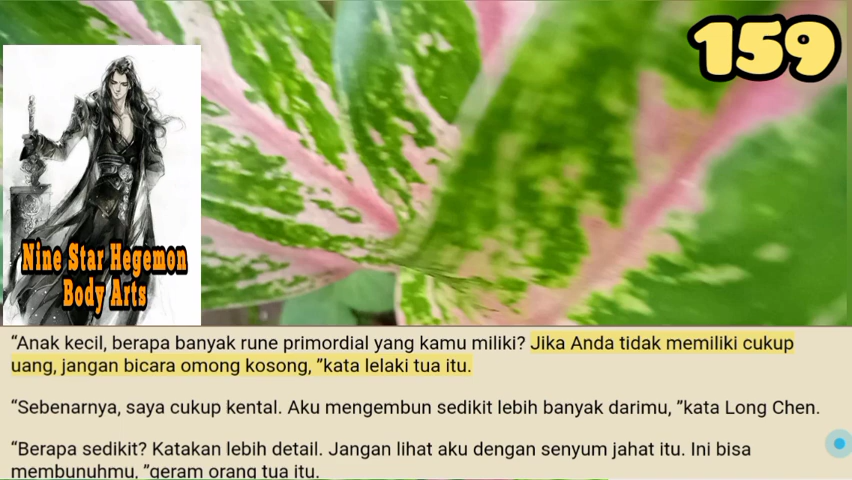 159
Nine Star Hegemon
Body Arts
“Anak kecil, berapa banyak rune primordial yang kamu miliki? Jika Anda tidak memiliki cukup
uang, jangan bicara omong kosong, ”kata lelaki tua itu.
“Sebenarnya, saya cukup kental. Aku mengembun sedikit lebih banyak darimu, ”kata Long Chen.
“Berapa sedikit? Katakan lebih detail. Jangan lihat aku dengan senyum jahat itu. Ini bisa
membunuhmu, ”geram orang tua itu.